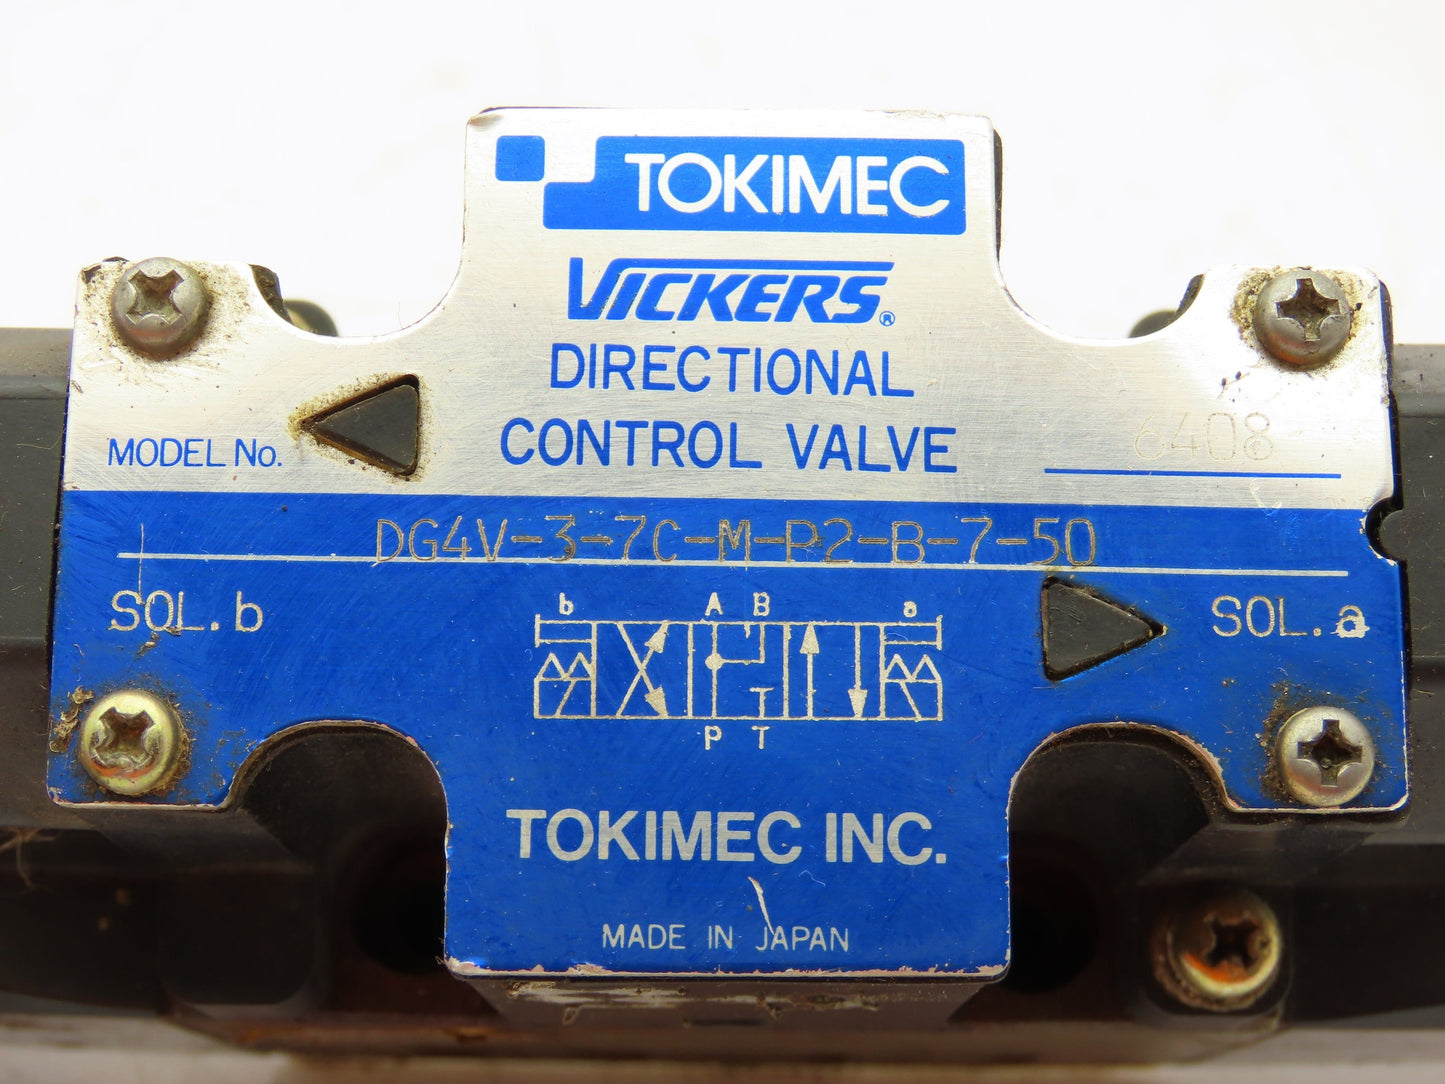 TOKIMEC
VICKERS®
DIRECTIONAL
CONTROL VALVE
MODEL No.
6408
DG4V-3-7C-M-P2-B-7-50
SOL.b
SOL.a
b A B a
P T
TOKIMEC INC.
MADE IN JAPAN